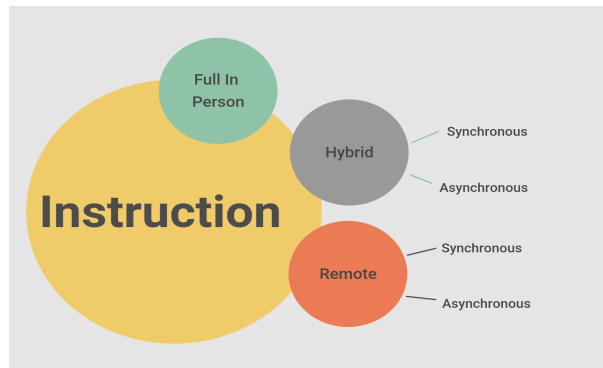 Full In
Person
Hybrid
Synchronous
Asynchronous
Instruction
Remote
Synchronous
Asynchronous